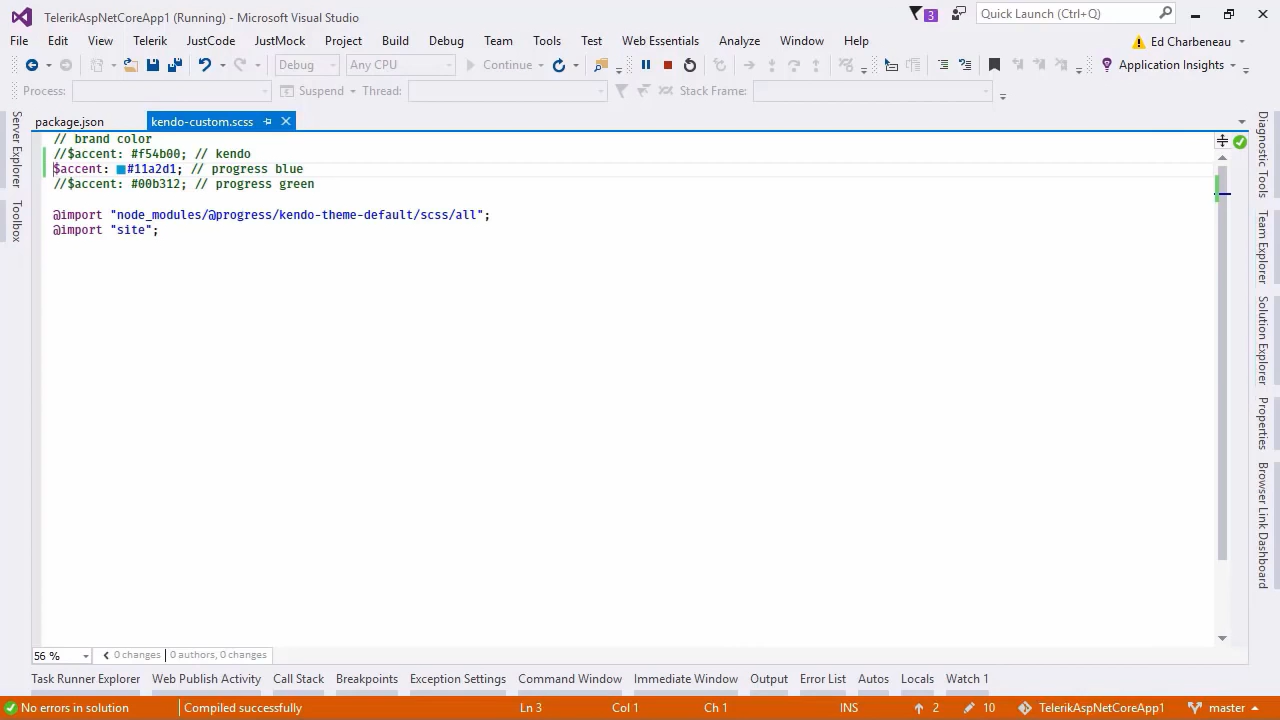 TelerikAspNetCoreApp1 (Running) - Microsoft Visual Studio
3
Quick Launch (Ctrl+Q)
File Edit View Telerik JustCode JustMock Project Build Debug Team Tools Test Web Essentials Analyze Window Help
Ed Charbeneau
Debug Any CPU Continue Application Insights
Process: Suspend Thread: Stack Frame:
package.json kendo-custom.scss
// brand color
//$accent: #f54b00; // kendo
$accent: #11a2d1; // progress blue
//$accent: #00b312; // progress green
@import "node_modules/@progress/kendo-theme-default/scss/all";
@import "site";
Server Explorer
Toolbox
Diagnostic Tools
Team Explorer
Solution Explorer
Properties
Browser Link Dashboard
56 % 0 changes 0 authors, 0 changes
Task Runner Explorer Web Publish Activity Call Stack Breakpoints Exception Settings Command Window Immediate Window Output Error List Autos Locals Watch 1
No errors in solution Compiled successfully Ln 3 Col 1 Ch 1 INS 2 10 TelerikAspNetCoreApp1 master